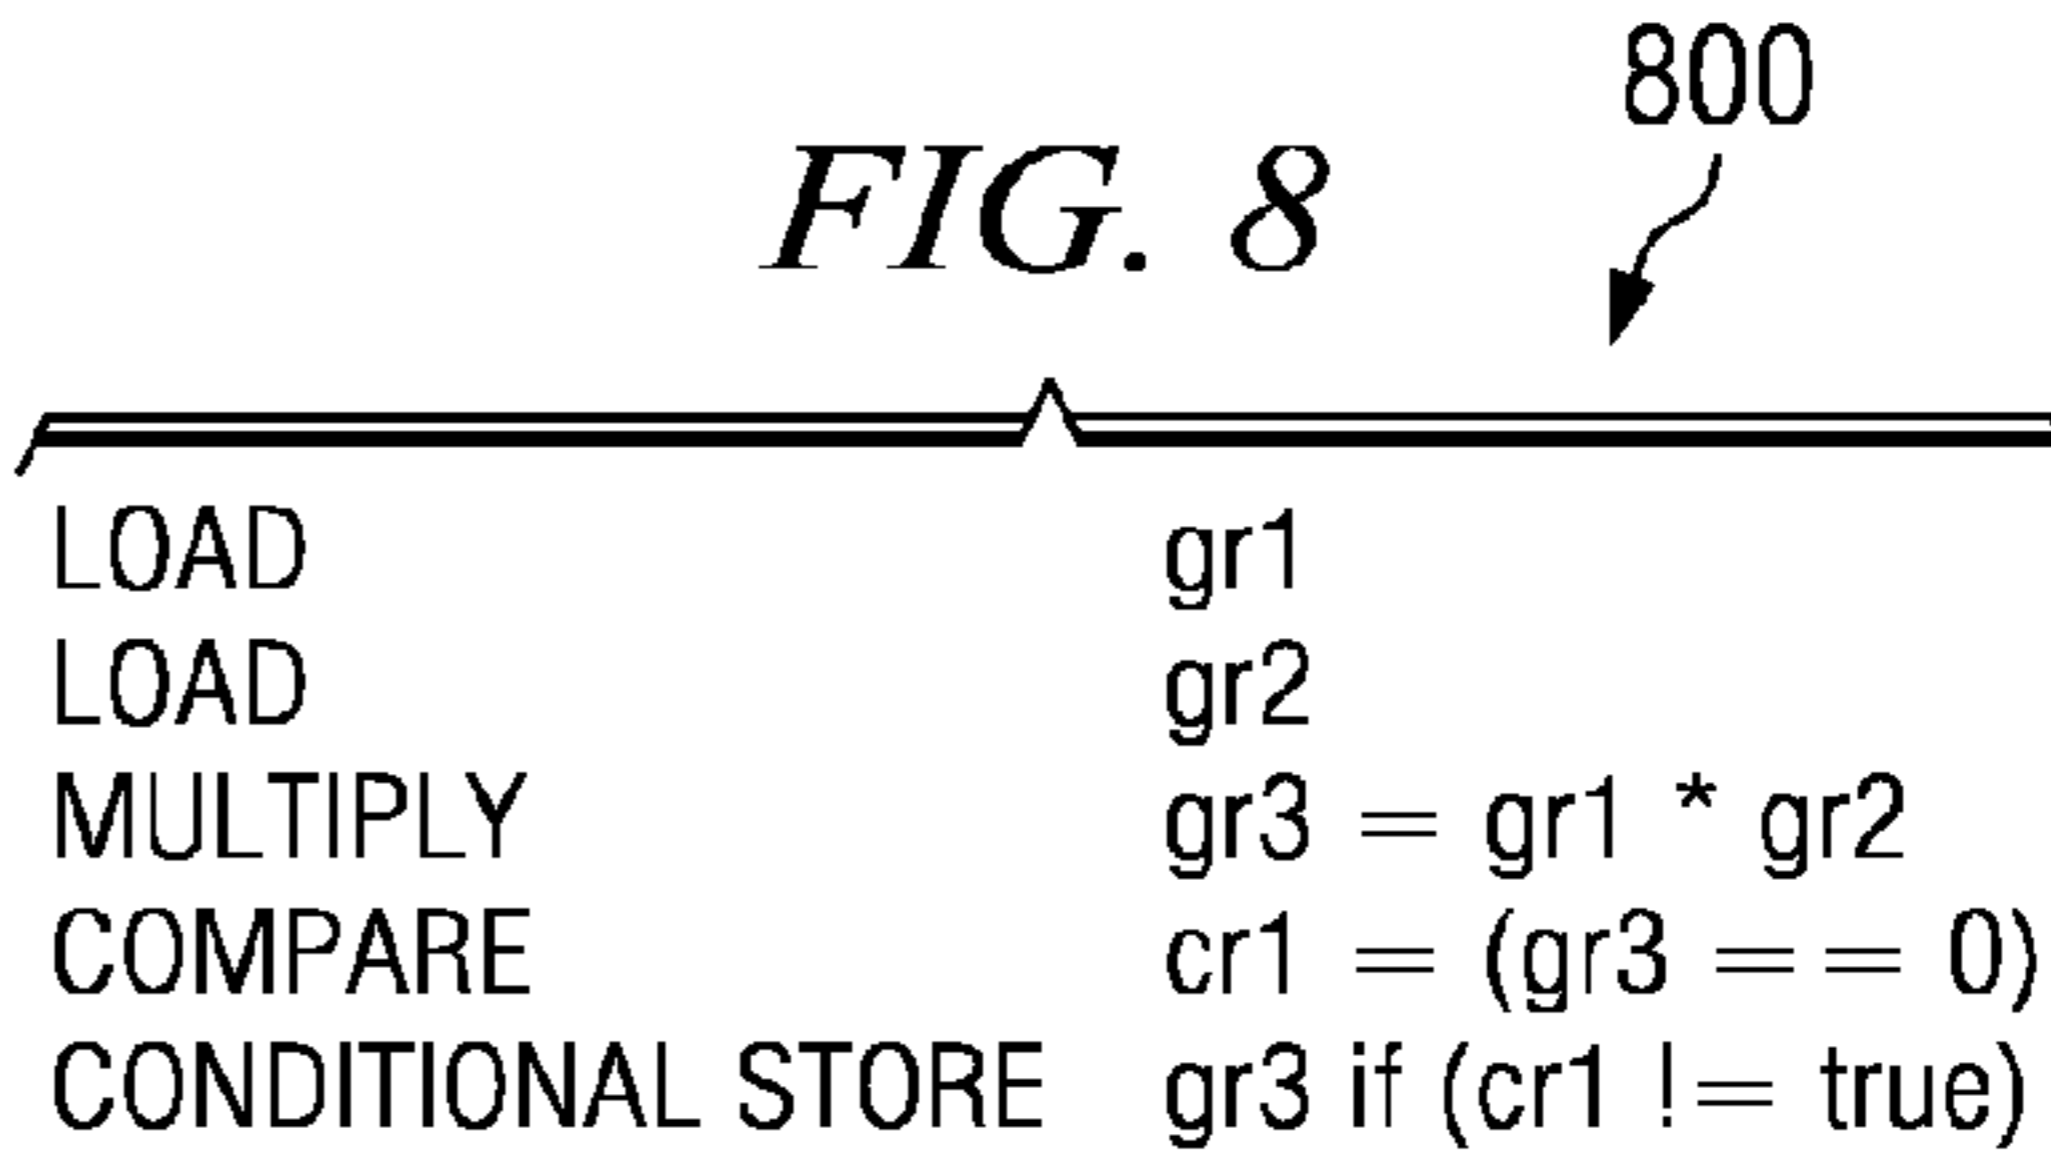 800
FIG. 8
LOAD gr1
LOAD gr2
MULTIPLY gr3 = gr1 * gr2
COMPARE cr1 = (gr3 == 0)
CONDITIONAL STORE gr3 if (cr1 != true)